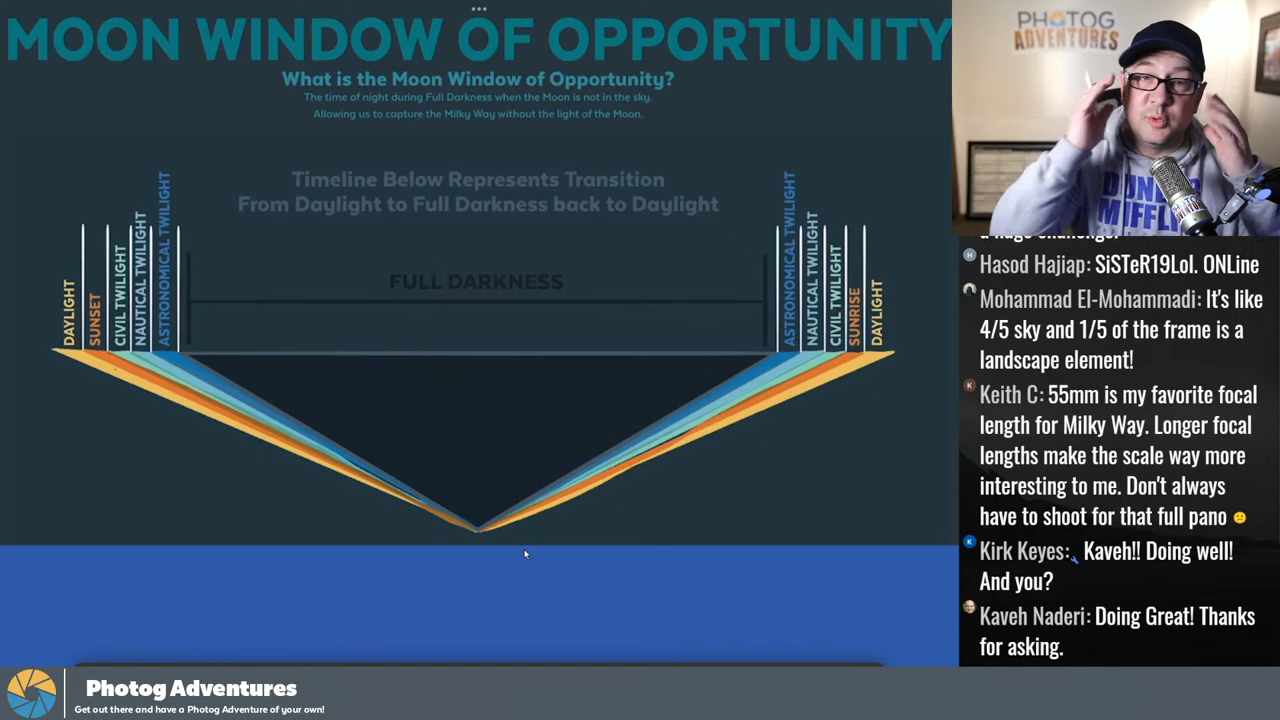 MOON WINDOW OF OPPORTUNITY
What is the Moon Window of Opportunity?
The time of night during Full Darkness when the Moon is not in the sky.
Allowing us to capture the Milky Way without the light of the Moon.
Timeline Below Represents Transition
From Daylight to Full Darkness back to Daylight
FULL DARKNESS
DAYLIGHT
SUNSET
CIVIL TWILIGHT
NAUTICAL TWILIGHT
ASTRONOMICAL TWILIGHT
ASTRONOMICAL TWILIGHT
NAUTICAL TWILIGHT
CIVIL TWILIGHT
SUNRISE
DAYLIGHT
PHOTOG
ADVENTURES
DUNDER
MIFFLIN
Hasod Hajiap: SiSTeR19Lol. ONLine
Mohammad El-Mohammadi: It's like
4/5 sky and 1/5 of the frame is a
landscape element!
Keith C: 55mm is my favorite focal
length for Milky Way. Longer focal
lengths make the scale way more
interesting to me. Don't always
have to shoot for that full pano 😕
Kirk Keyes: Kaveh!! Doing well!
And you?
Kaveh Naderi: Doing Great! Thanks
for asking.
Photog Adventures
Get out there and have a Photog Adventure of your own!